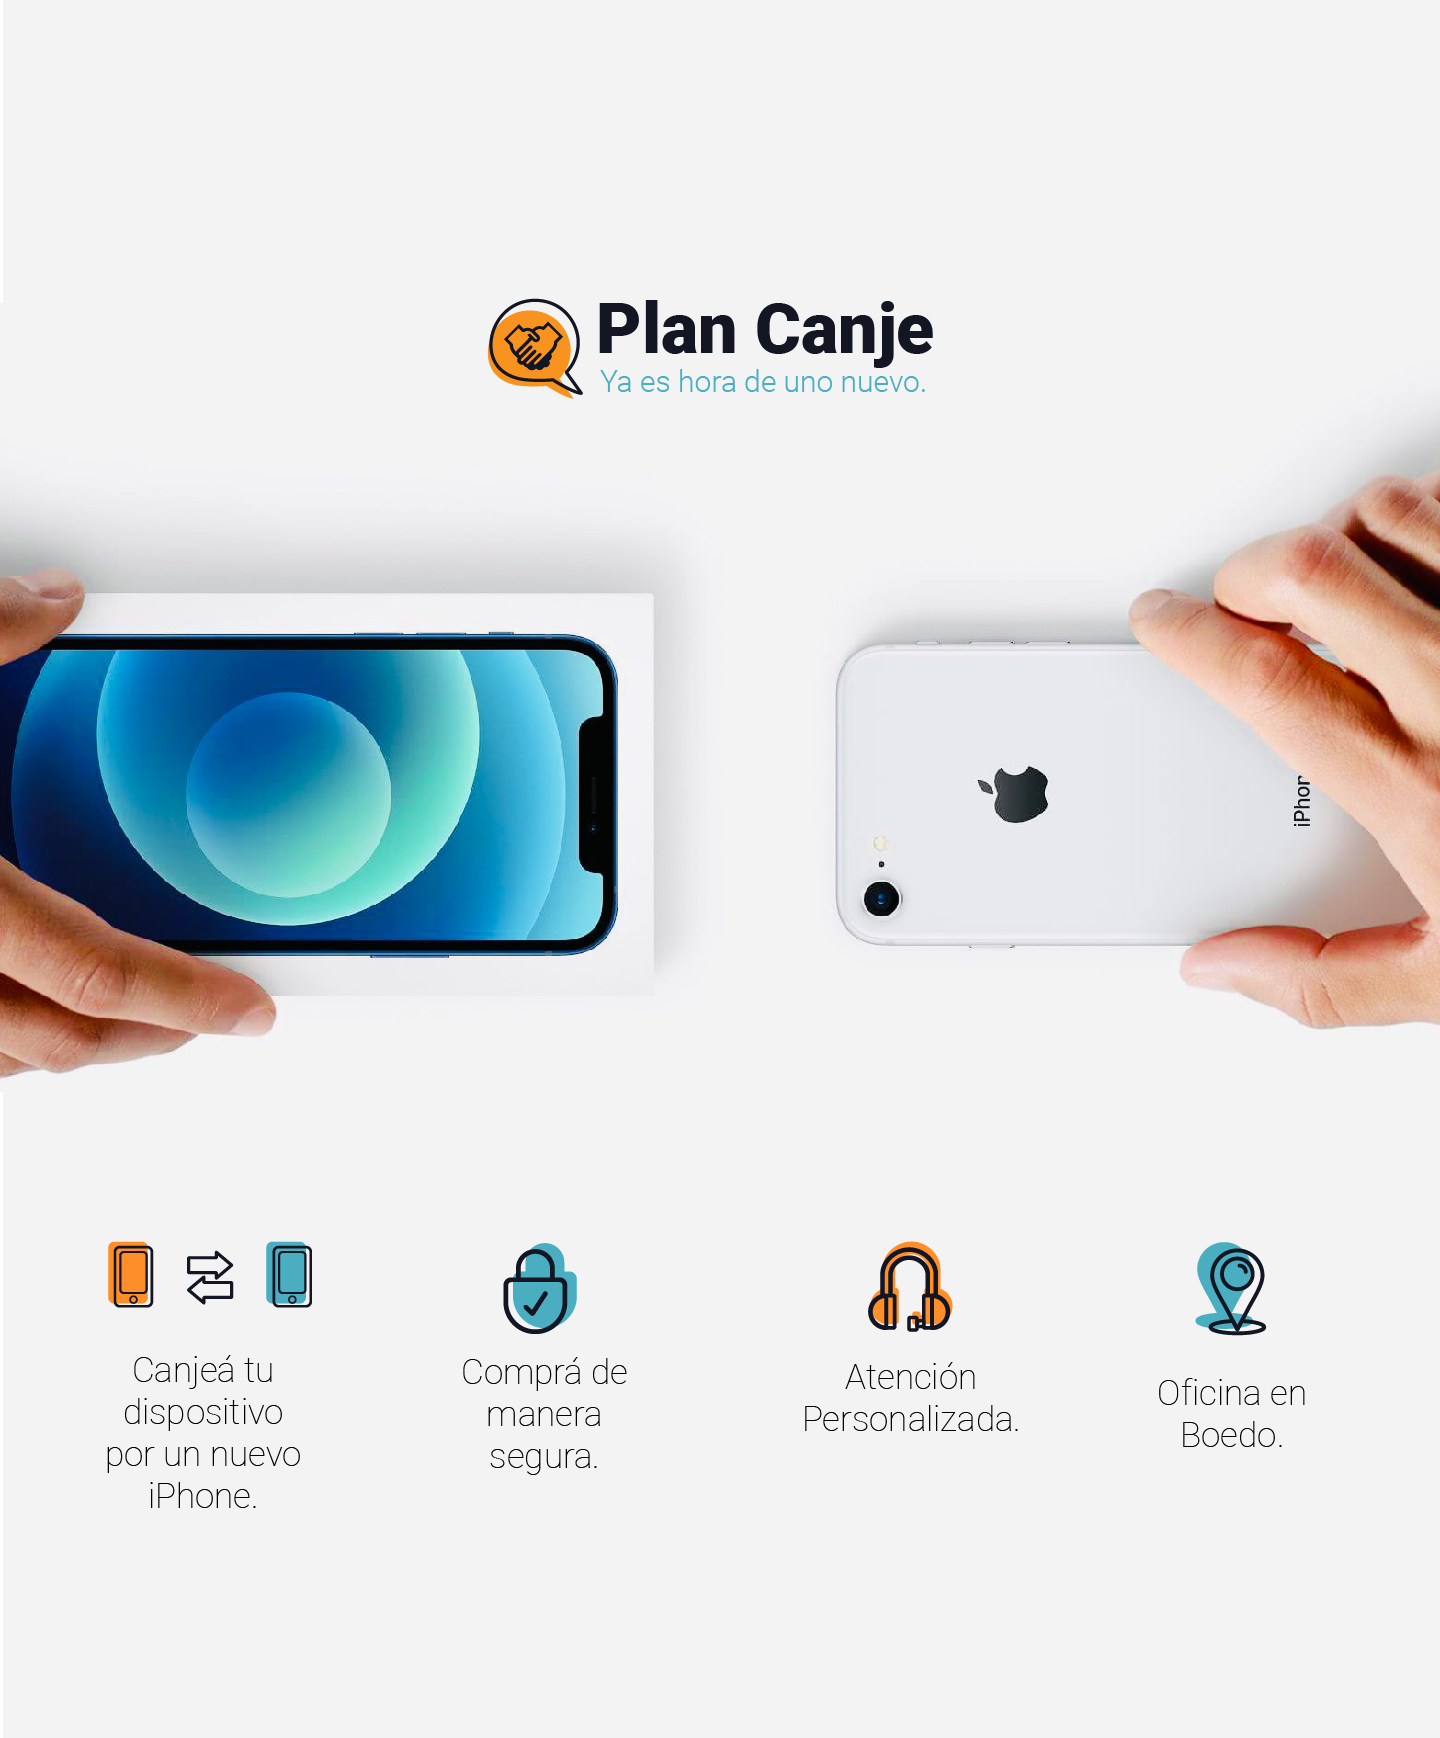 Plan Canje
Ya es hora de uno nuevo.
iPhon
Canjeá tu
dispositivo
por un nuevo
iPhone.
Comprá de
manera
segura.
Atención
Personalizada.
Oficina en
Boedo.